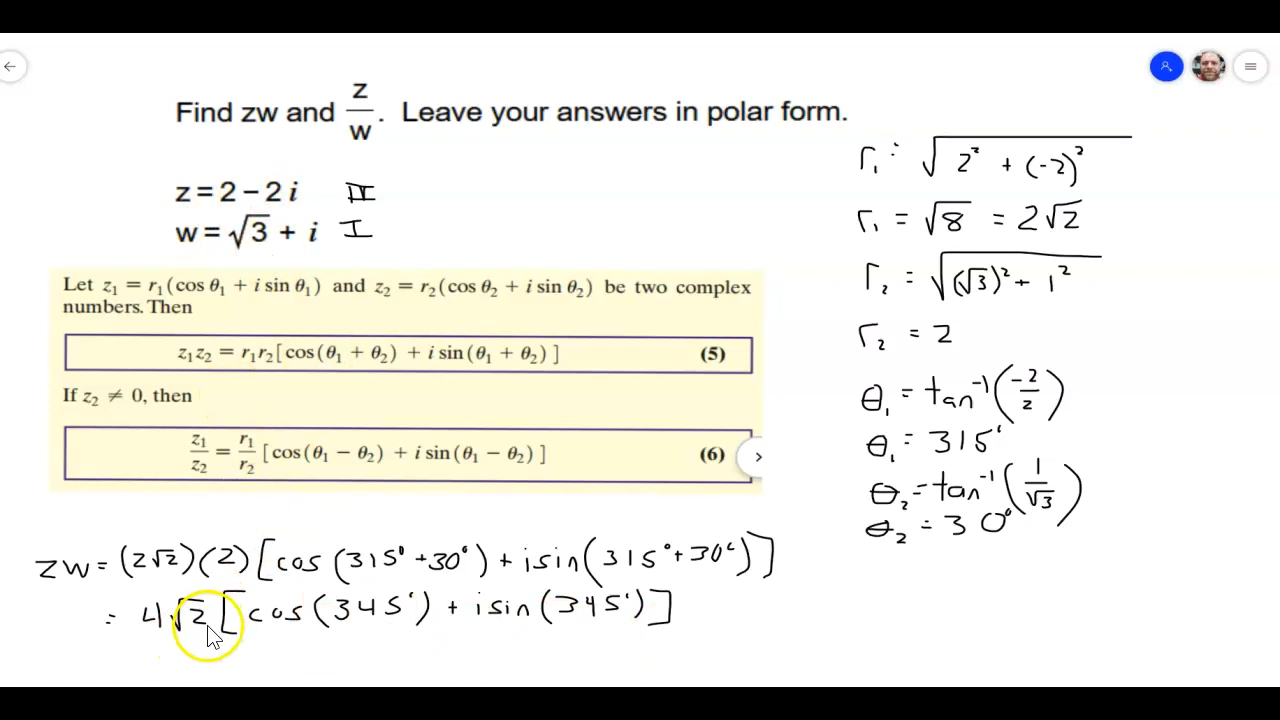 Find zw and z/w. Leave your answers in polar form.
z = 2 − 2i IV
w = √3 + i I
Let z₁ = r₁(cos θ₁ + i sin θ₁) and z₂ = r₂(cos θ₂ + i sin θ₂) be two complex
numbers. Then
z₁z₂ = r₁r₂[cos(θ₁ + θ₂) + i sin(θ₁ + θ₂)] (5)
If z₂ ≠ 0, then
z₁/z₂ = r₁/r₂ [cos(θ₁ − θ₂) + i sin(θ₁ − θ₂)] (6)
zw = (2√2)(2)[cos(315° + 30°) + i sin(315° + 30°)]
= 4√2[cos(345°) + i sin(345°)]
r₁ = √(2² + (-2)²)
r₁ = √8 = 2√2
r₂ = √((√3)² + 1²)
r₂ = 2
θ₁ = tan⁻¹(-2/2)
θ₁ = 315°
θ₂ = tan⁻¹(1/√3)
θ₂ = 30°